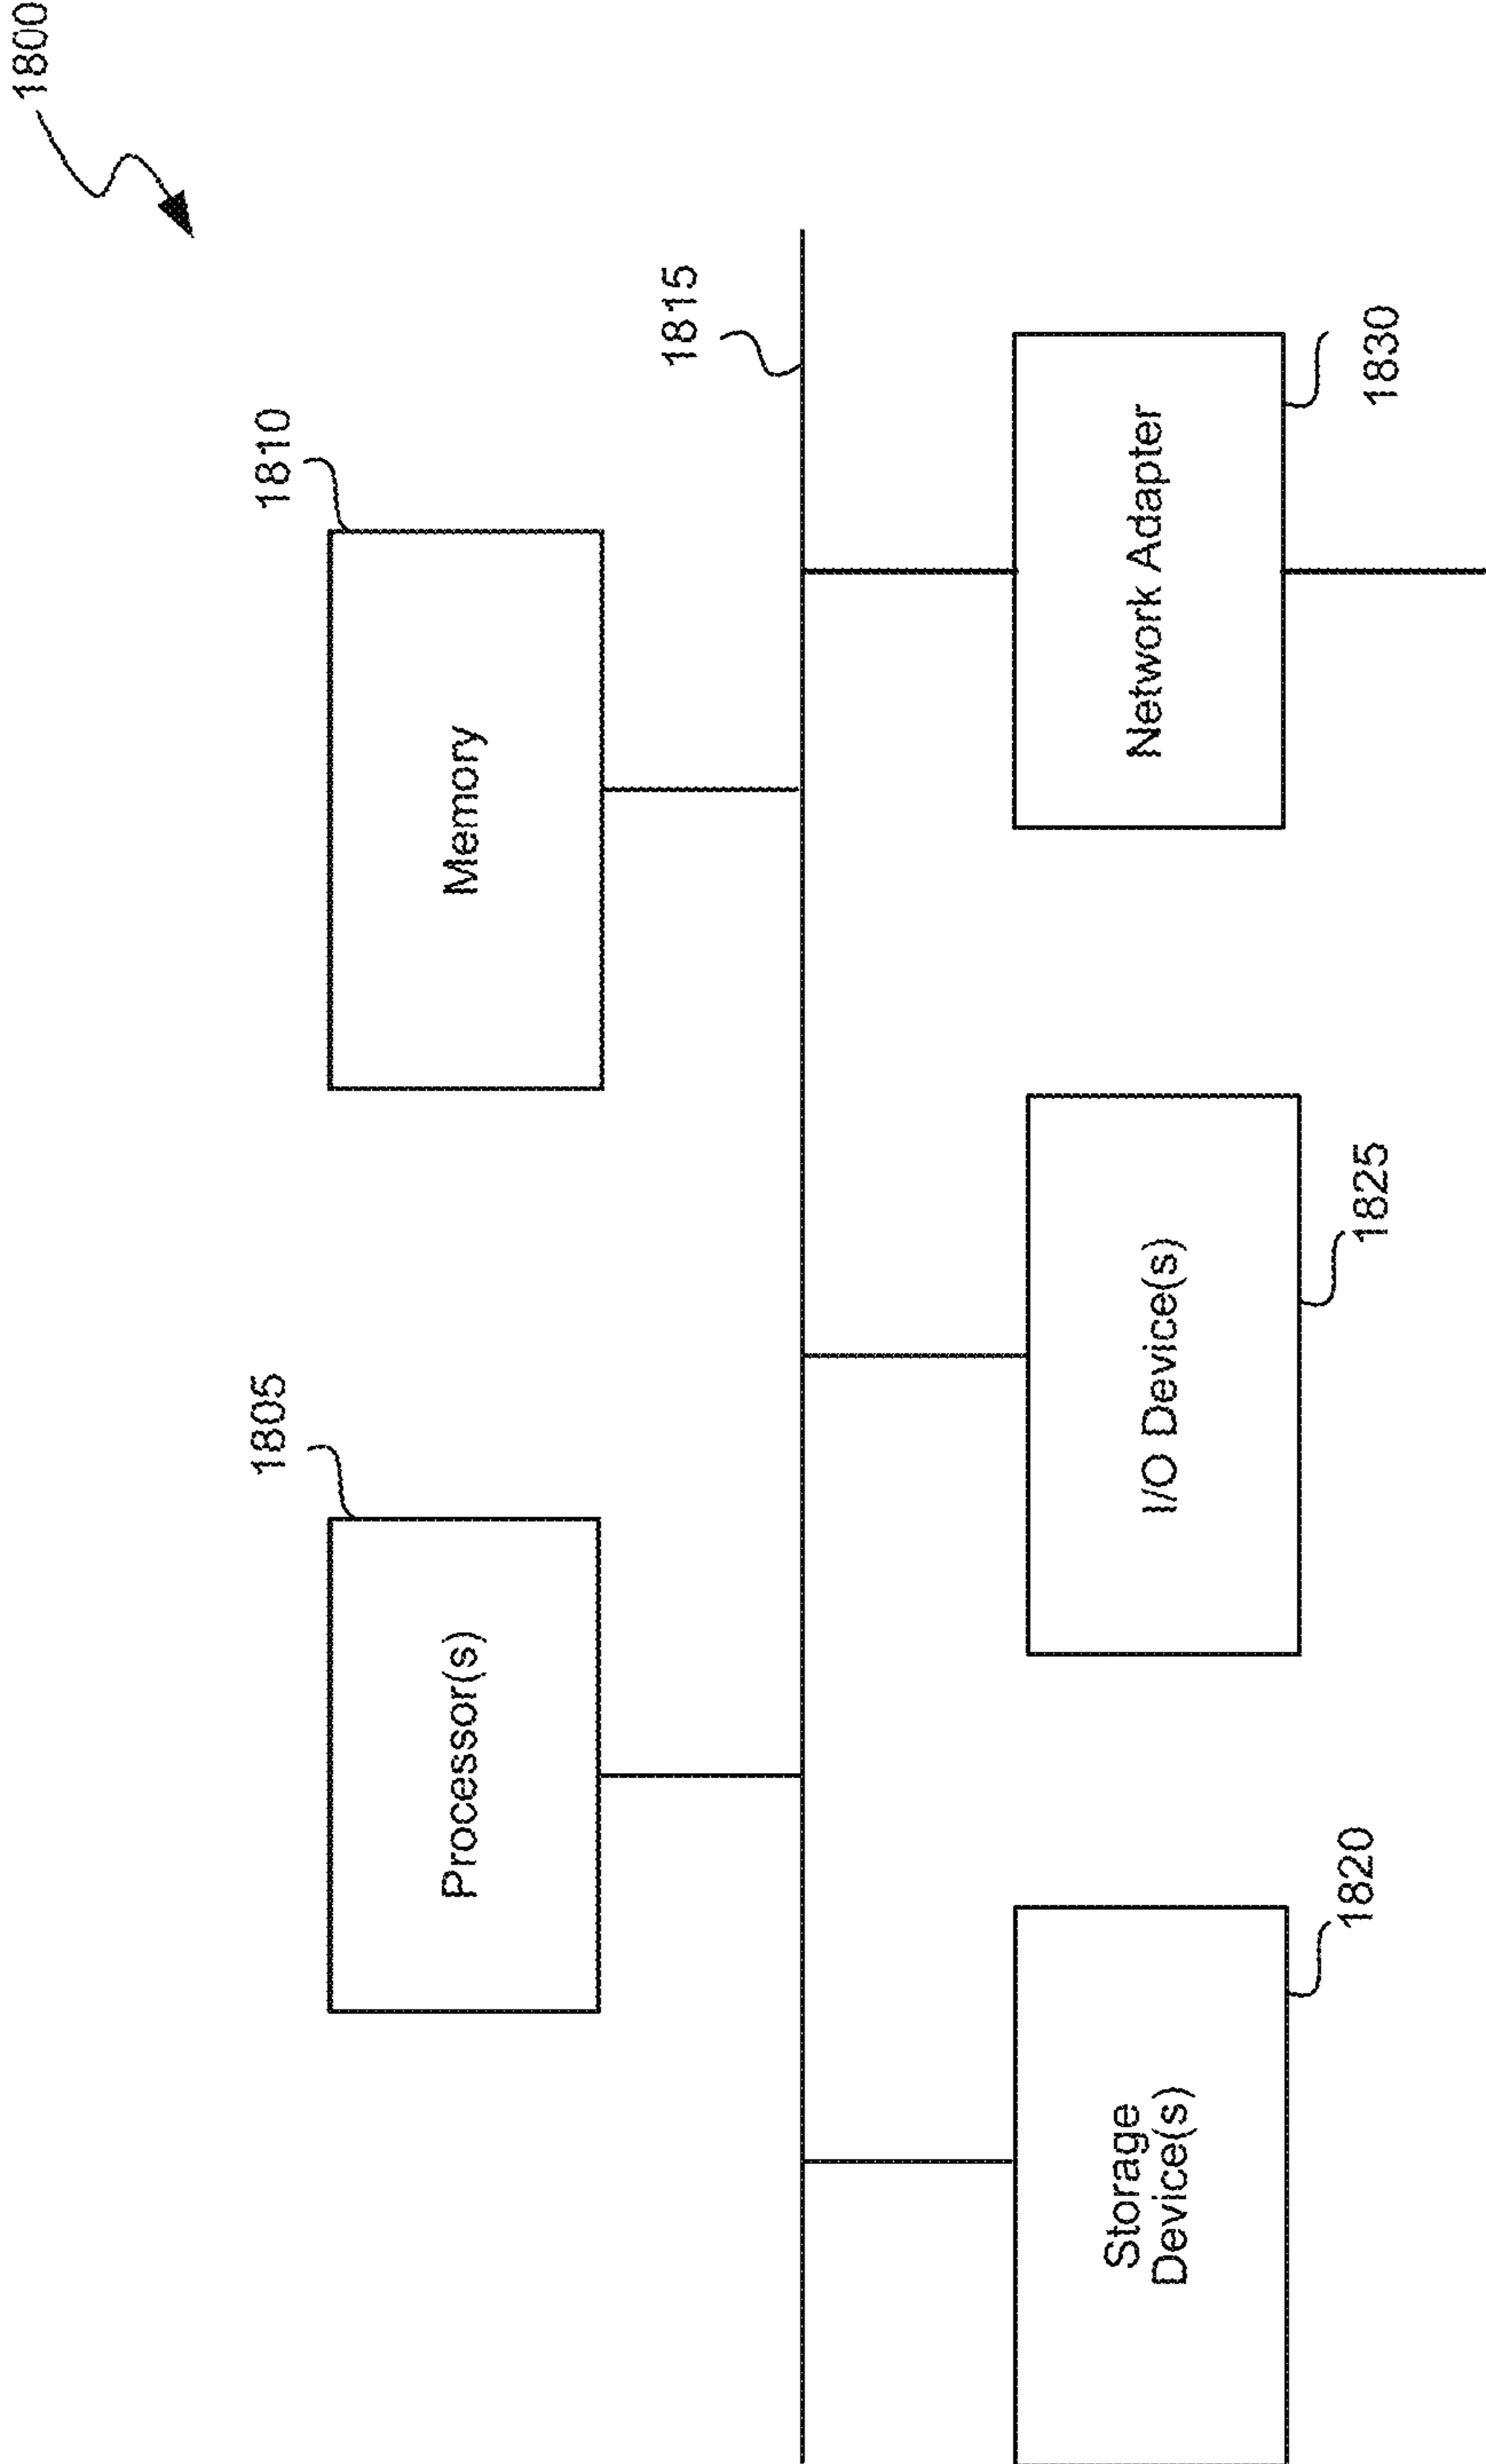 1800
1805
1810
Processor(s)
Memory
1815
Storage
Device(s)
I/O Device(s)
Network Adapter
1820
1825
1830